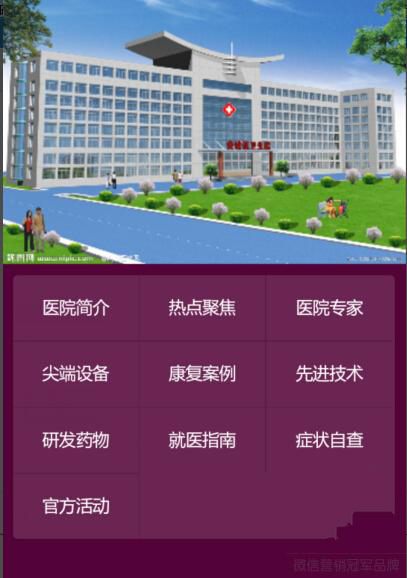 昵图网 www.nipic.com
医院简介 热点聚焦 医院专家
尖端设备 康复案例 先进技术
研发药物 就医指南 症状自查
官方活动
微信营销冠军品牌